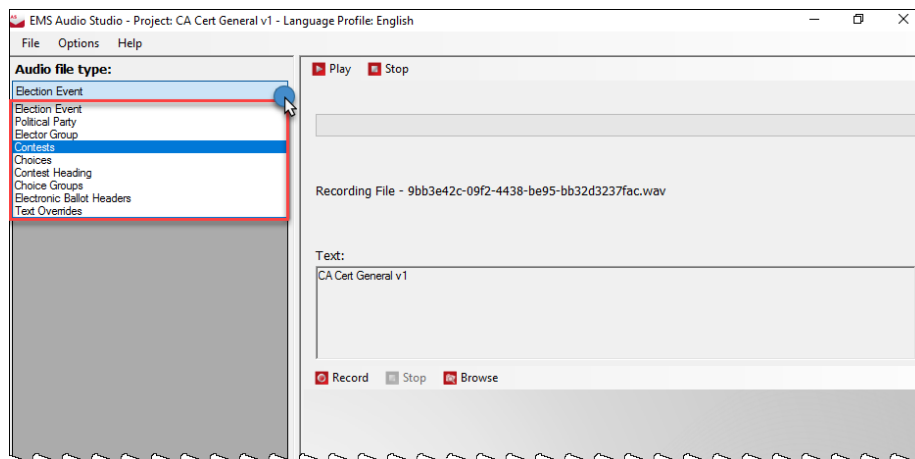 EMS Audio Studio - Project: CA Cert General v1 - Language Profile: English
File Options Help
Audio file type:
Election Event
Election Event
Political Party
Elector Group
Contests
Choices
Contest Heading
Choice Groups
Electronic Ballot Headers
Text Overrides
Play Stop
Recording File - 9bb3e42c-09f2-4438-be95-bb32d3237fac.wav
Text:
CA Cert General v1
Record Stop Browse